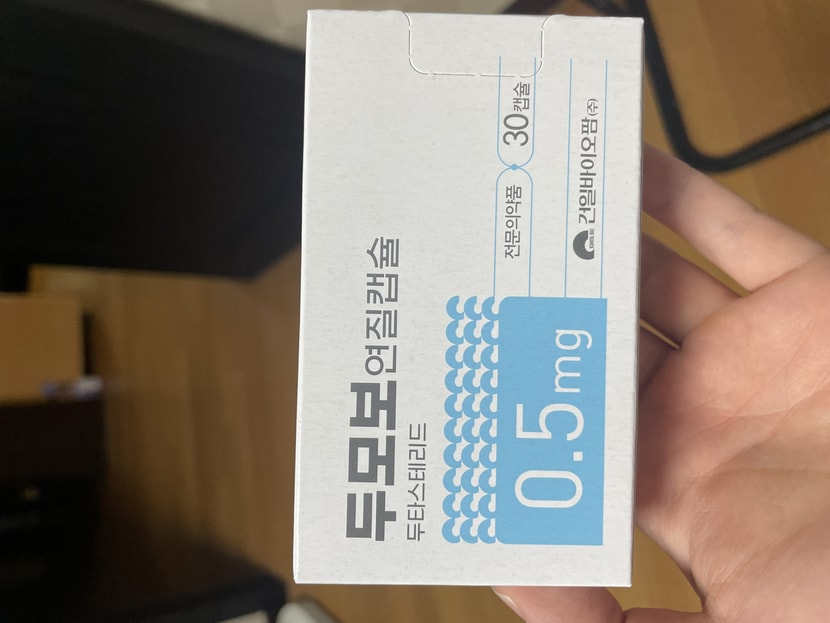 두모보연질캡슐
두타스테리드
0.5mg
전문의약품 30캡슐
건일바이오팜(주)